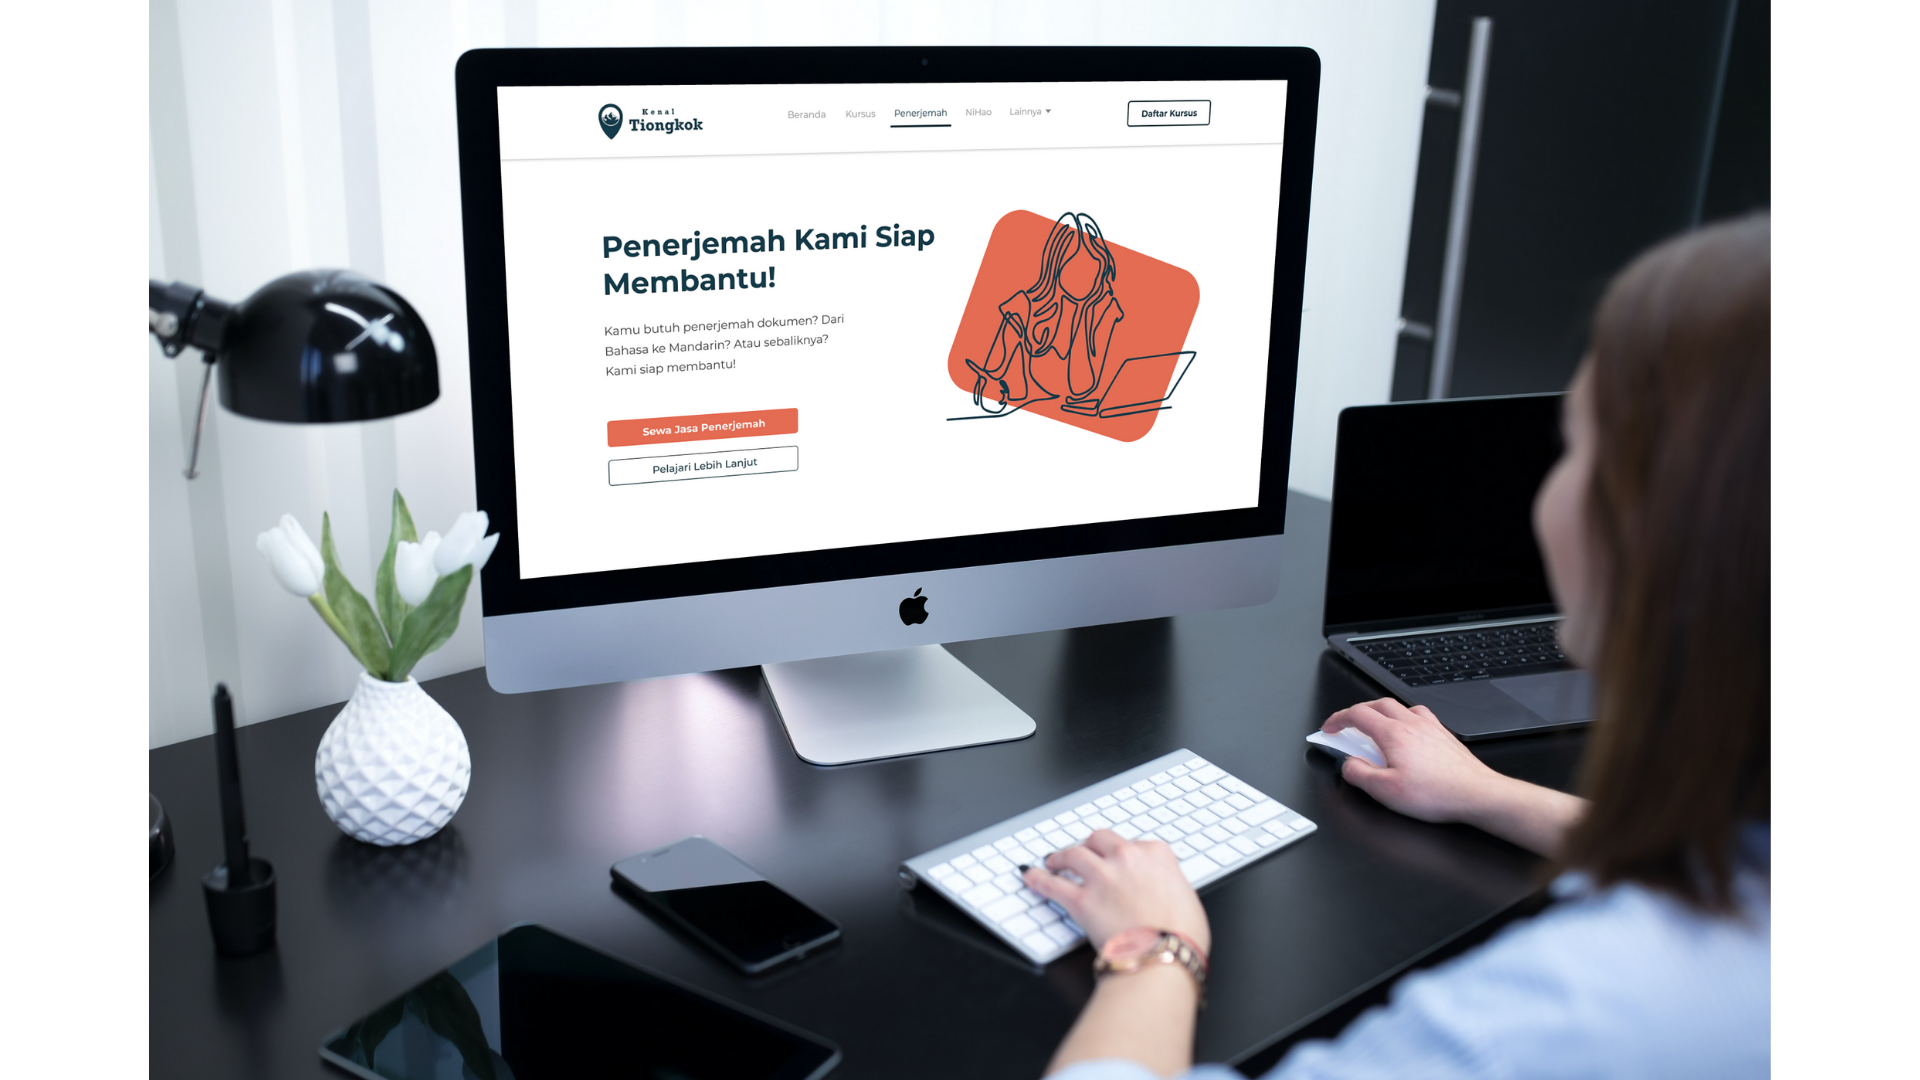 Kenal
Tiongkok
Beranda Kursus Penerjemah NiHao Lainnya
Daftar Kursus
Penerjemah Kami Siap
Membantu!
Kamu butuh penerjemah dokumen? Dari
Bahasa ke Mandarin? Atau sebaliknya?
Kami siap membantu!
Sewa Jasa Penerjemah
Pelajari Lebih Lanjut